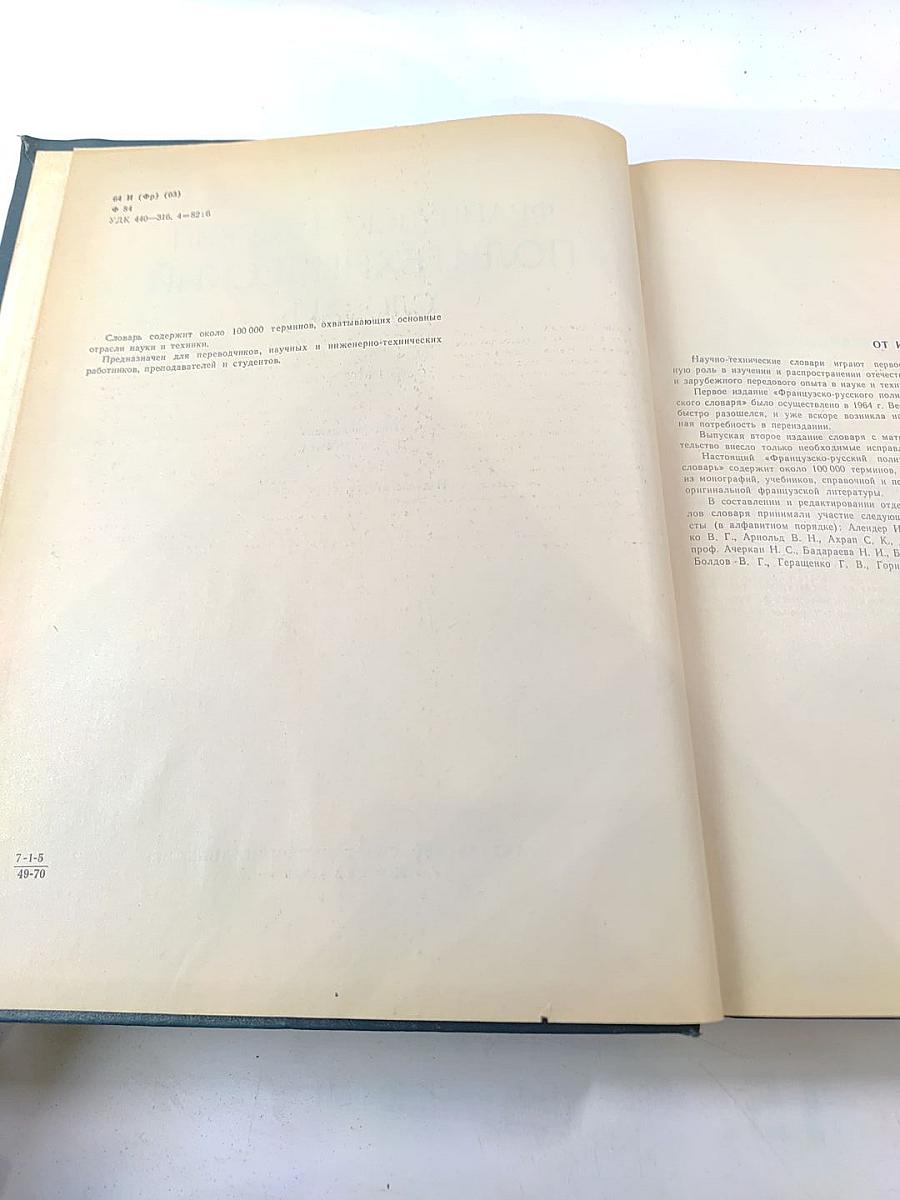 64 И (Фр) (03)
Ф 84
УДК 440—316. 4=82:6
Словарь содержит около 100 000 терминов, охватывающих основные
отрасли науки и техники.
Предназначен для переводчиков, научных и инженерно-технических
работников, преподавателей и студентов.
7-1-5
49-70
ОТ И
Научно-технические словари играют перво
ную роль в изучении и распространении отечест
и зарубежного передового опыта в науке и техн
Первое издание «Французско-русского поли
ского словаря» было осуществлено в 1964 г. Ве
быстро разошелся, и уже вскоре возникла н
ная потребность в переиздании.
Выпуская второе издание словаря с мат
тельство внесло только необходимые исправ
Настоящий «Французско-русский полит
словарь» содержит около 100 000 терминов,
из монографий, учебников, справочной и пе
оригинальной французской литературы.
В составлении и редактировании отде
лов словаря принимали участие следующ
сты (в алфавитном порядке): Алендер И
ко В. Г., Арнольд В. Н., Ахрап С. К.,
проф. Ачеркан Н. С., Бадараева Н. И., Б
Болдов В. Г., Геращенко Г. В., Горн